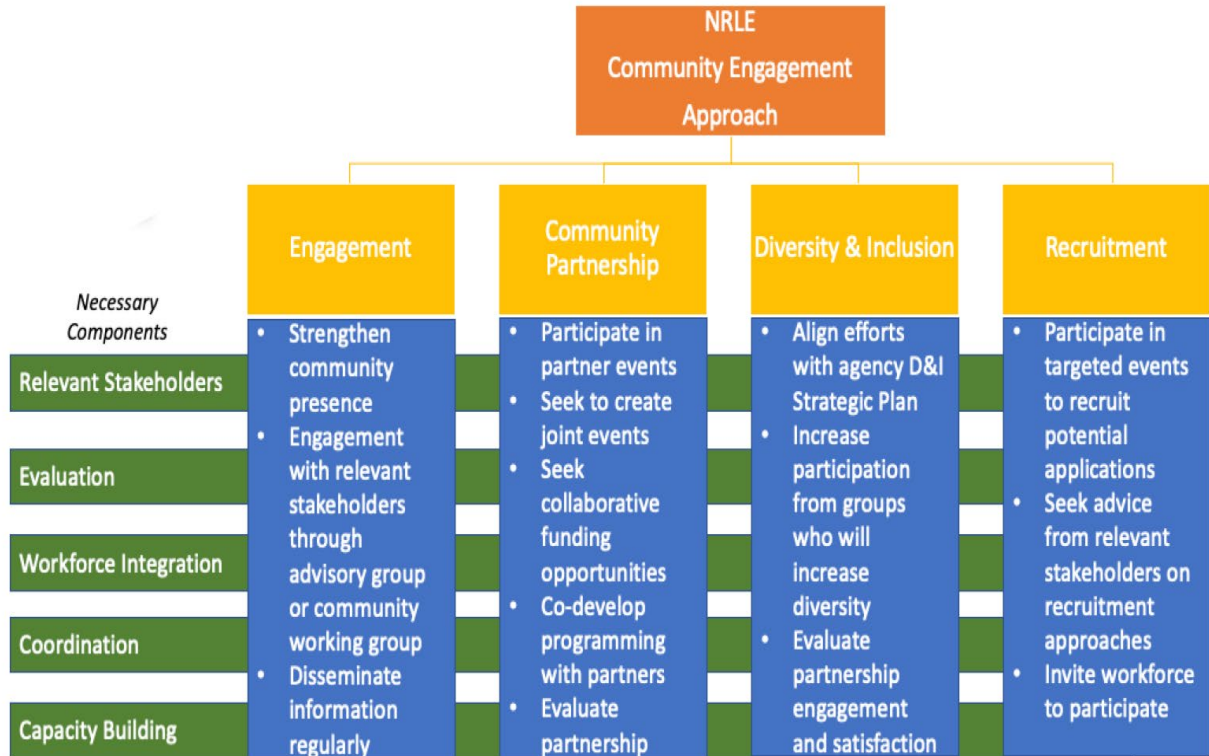 NRLE
Community Engagement
Approach
Engagement
Community
Partnership
Diversity & Inclusion
Recruitment
Necessary
Components
Relevant Stakeholders
Evaluation
Workforce Integration
Coordination
Capacity Building
• Strengthen
community
presence
• Engagement
with relevant
stakeholders
through
advisory group
or community
working group
• Disseminate
information
regularly
• Participate in
partner events
• Seek to create
joint events
• Seek
collaborative
funding
opportunities
• Co-develop
programming
with partners
• Evaluate
partnership
• Align efforts
with agency D&I
Strategic Plan
• Increase
participation
from groups
who will
increase
diversity
• Evaluate
partnership
engagement
and satisfaction
• Participate in
targeted events
to recruit
potential
applications
• Seek advice
from relevant
stakeholders on
recruitment
approaches
• Invite workforce
to participate